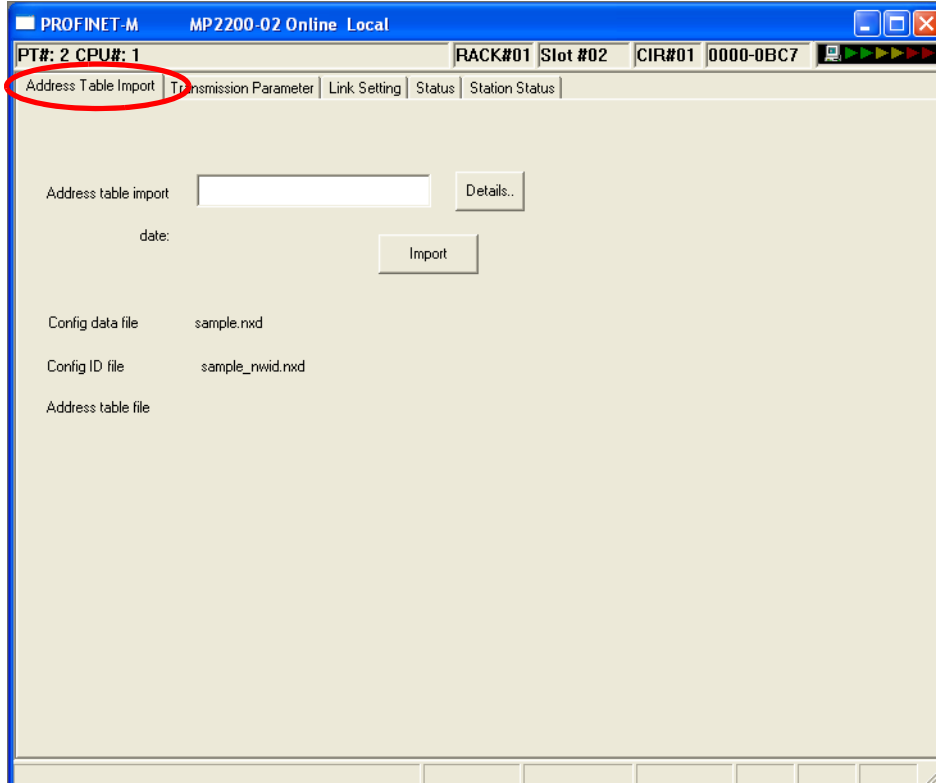 PROFINET-M MP2200-02 Online Local
PT#: 2 CPU#: 1 RACK#01 Slot #02 CIR#01 0000-0BC7
Address Table Import Transmission Parameter Link Setting Status Station Status
Address table import Details..
date:
Import
Config data file sample.nxd
Config ID file sample_nwid.nxd
Address table file